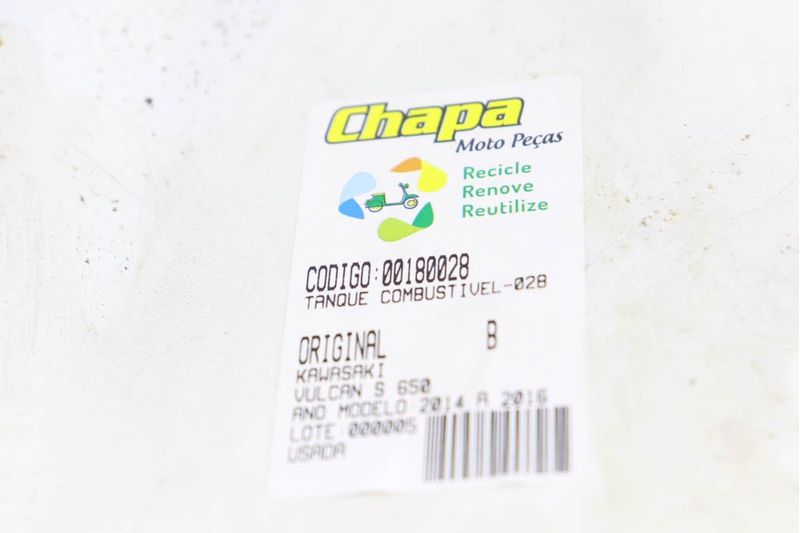 Chapa
Moto Peças
Recicle
Renove
Reutilize
CODIGO:00180028
TANQUE COMBUSTIVEL-028
ORIGINAL B
KAWASAKI
VULCAN S 650
ANO MODELO:2014 A 2016
LOTE:000005
USADA